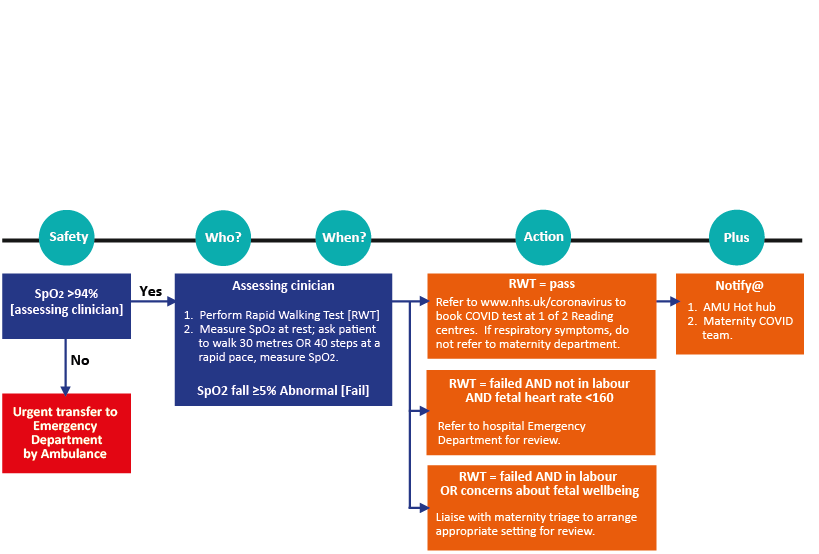 Safety
Who?
When?
Action
Plus
SpO2 >94%
[assessing clinician]
Yes
No
Urgent transfer to
Emergency
Department
by Ambulance
Assessing cinician
1. Perform Rapid Walking Test [RWT]
2. Measure SpO2 at rest; ask patient
to walk 30 metres OR 40 steps at a
rapid pace, measure SpO2.
SpO2 fall ≥5% Abnormal [Fail]
RWT = pass
Refer to www.nhs.uk/coronavirus to
book COVID test at 1 of 2 Reading
centres. If respiratory symptoms, do
not refer to maternity department.
RWT = failed AND not in labour
AND fetal heart rate <160
Refer to hospital Emergency
Department for review.
RWT = failed AND in labour
OR concerns about fetal wellbeing
Liaise with maternity triage to arrange
appropriate setting for review.
Notify@
1. AMU Hot hub
2. Maternity COVID
team.